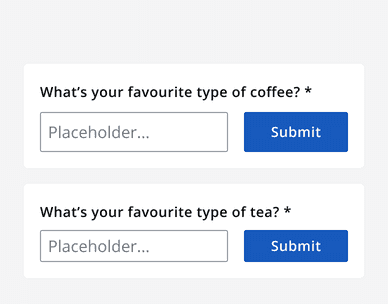 What's your favourite type of coffee? *
Placeholder... Submit
What's your favourite type of tea? *
Placeholder... Submit